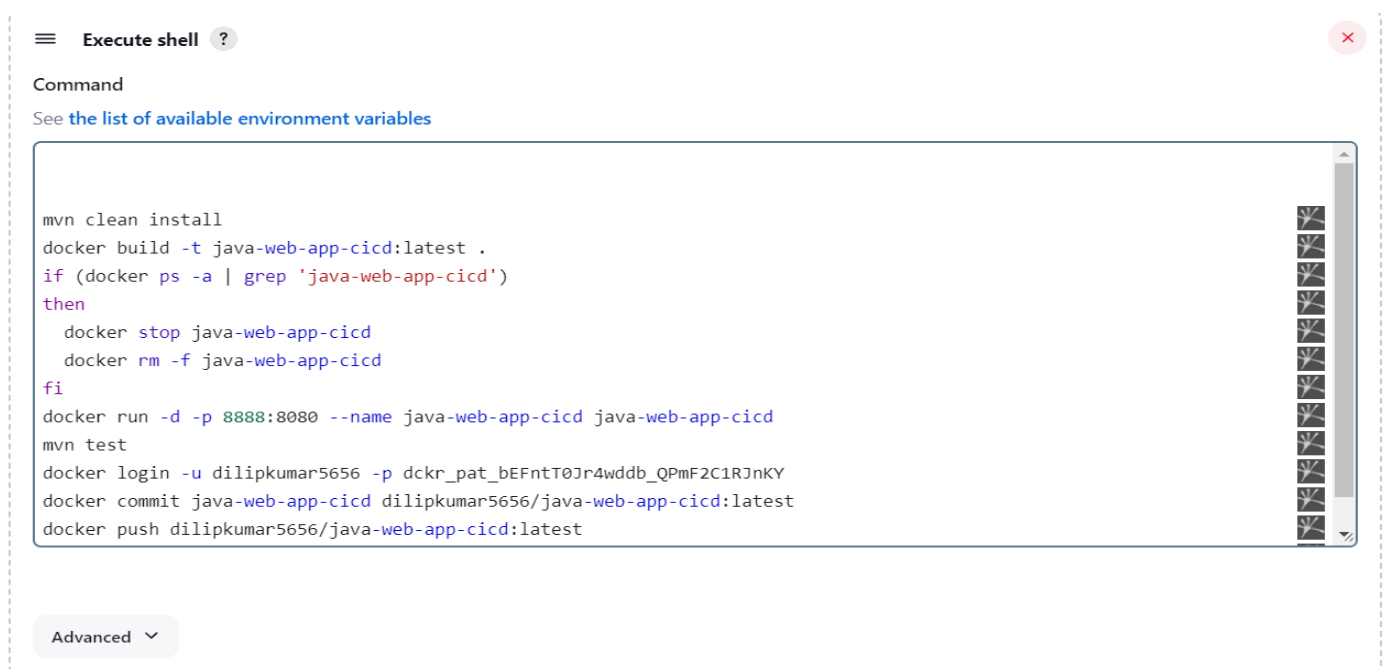 Execute shell ?
Command
See the list of available environment variables
mvn clean install
docker build -t java-web-app-cicd:latest .
if (docker ps -a | grep 'java-web-app-cicd')
then
  docker stop java-web-app-cicd
  docker rm -f java-web-app-cicd
fi
docker run -d -p 8888:8080 --name java-web-app-cicd java-web-app-cicd
mvn test
docker login -u dilipkumar5656 -p dckr_pat_bEFntT0Jr4wddb_QPmF2C1RJnKY
docker commit java-web-app-cicd dilipkumar5656/java-web-app-cicd:latest
docker push dilipkumar5656/java-web-app-cicd:latest
Advanced